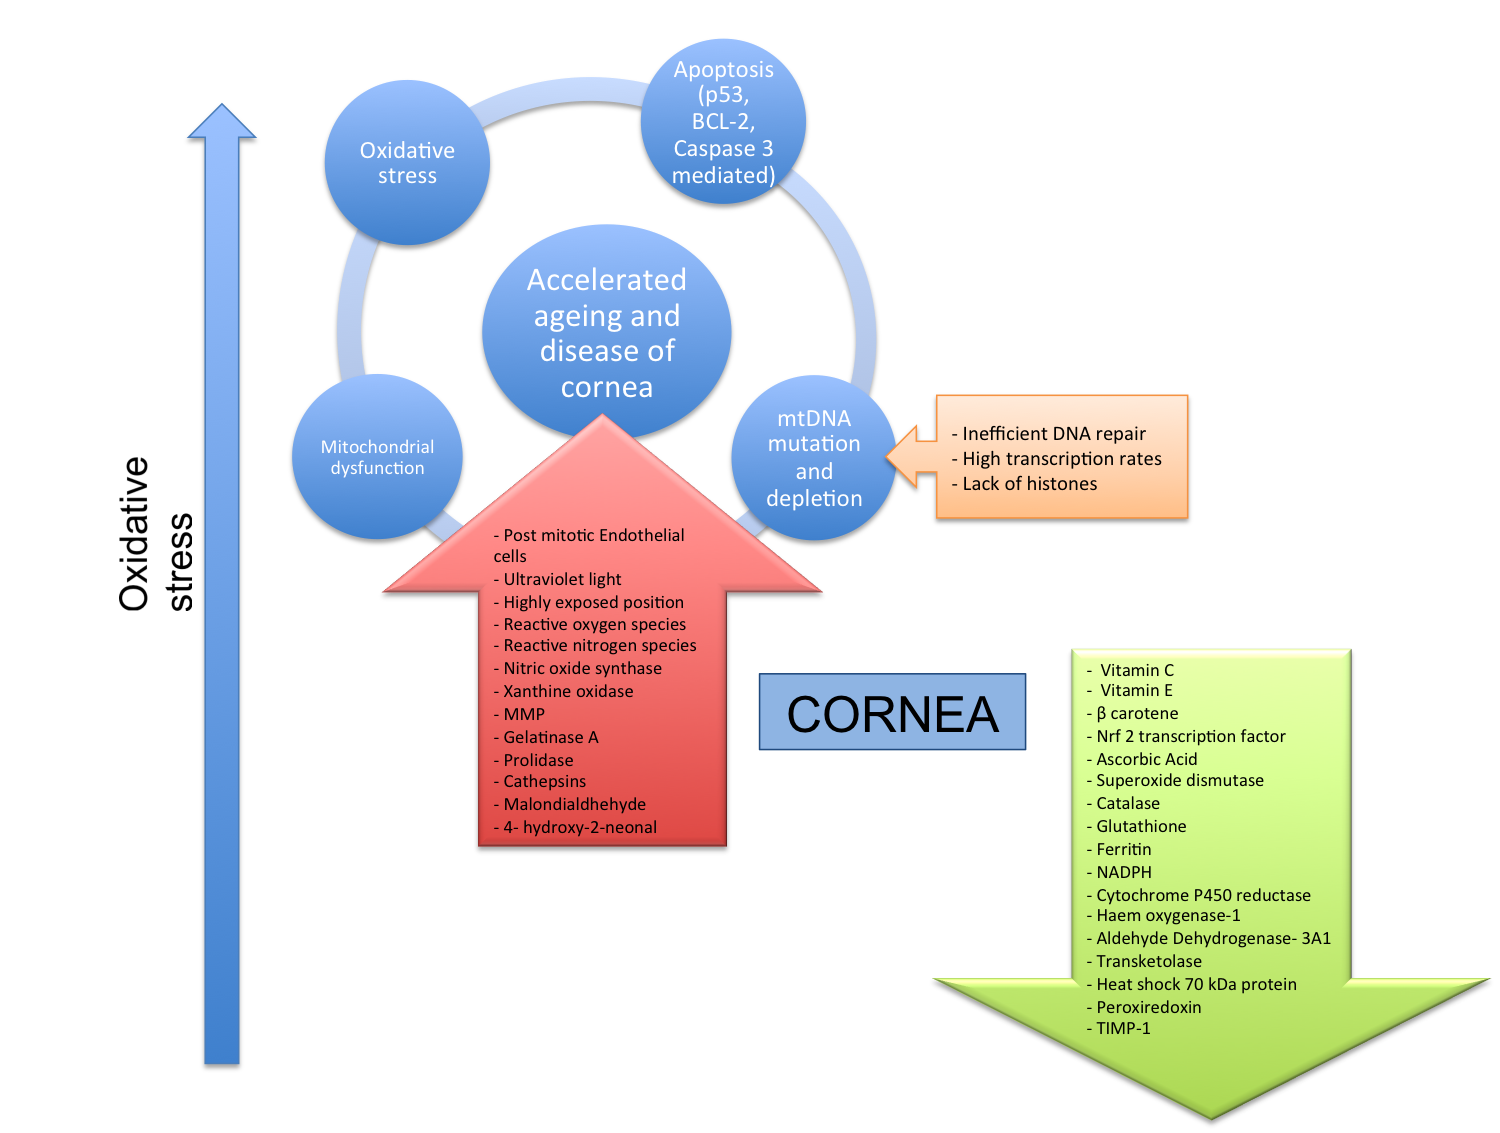 Apoptosis
(p53,
BCL-2,
Caspase 3
mediated)
Oxidative
stress
Accelerated
ageing and
disease of
cornea
Mitochondrial
dysfunction
mtDNA
mutation
and
depletion
- Inefficient DNA repair
- High transcription rates
- Lack of histones
Oxidative
stress
- Post mitotic Endothelial
cells
- Ultraviolet light
- Highly exposed position
- Reactive oxygen species
- Reactive nitrogen species
- Nitric oxide synthase
- Xanthine oxidase
- MMP
- Gelatinase A
- Prolidase
- Cathepsins
- Malondialdhehyde
- 4- hydroxy-2-neonal
CORNEA
- Vitamin C
- Vitamin E
- β carotene
- Nrf 2 transcription factor
- Ascorbic Acid
- Superoxide dismutase
- Catalase
- Glutathione
- Ferritin
- NADPH
- Cytochrome P450 reductase
- Haem oxygenase-1
- Aldehyde Dehydrogenase- 3A1
- Transketolase
- Heat shock 70 kDa protein
- Peroxiredoxin
- TIMP-1